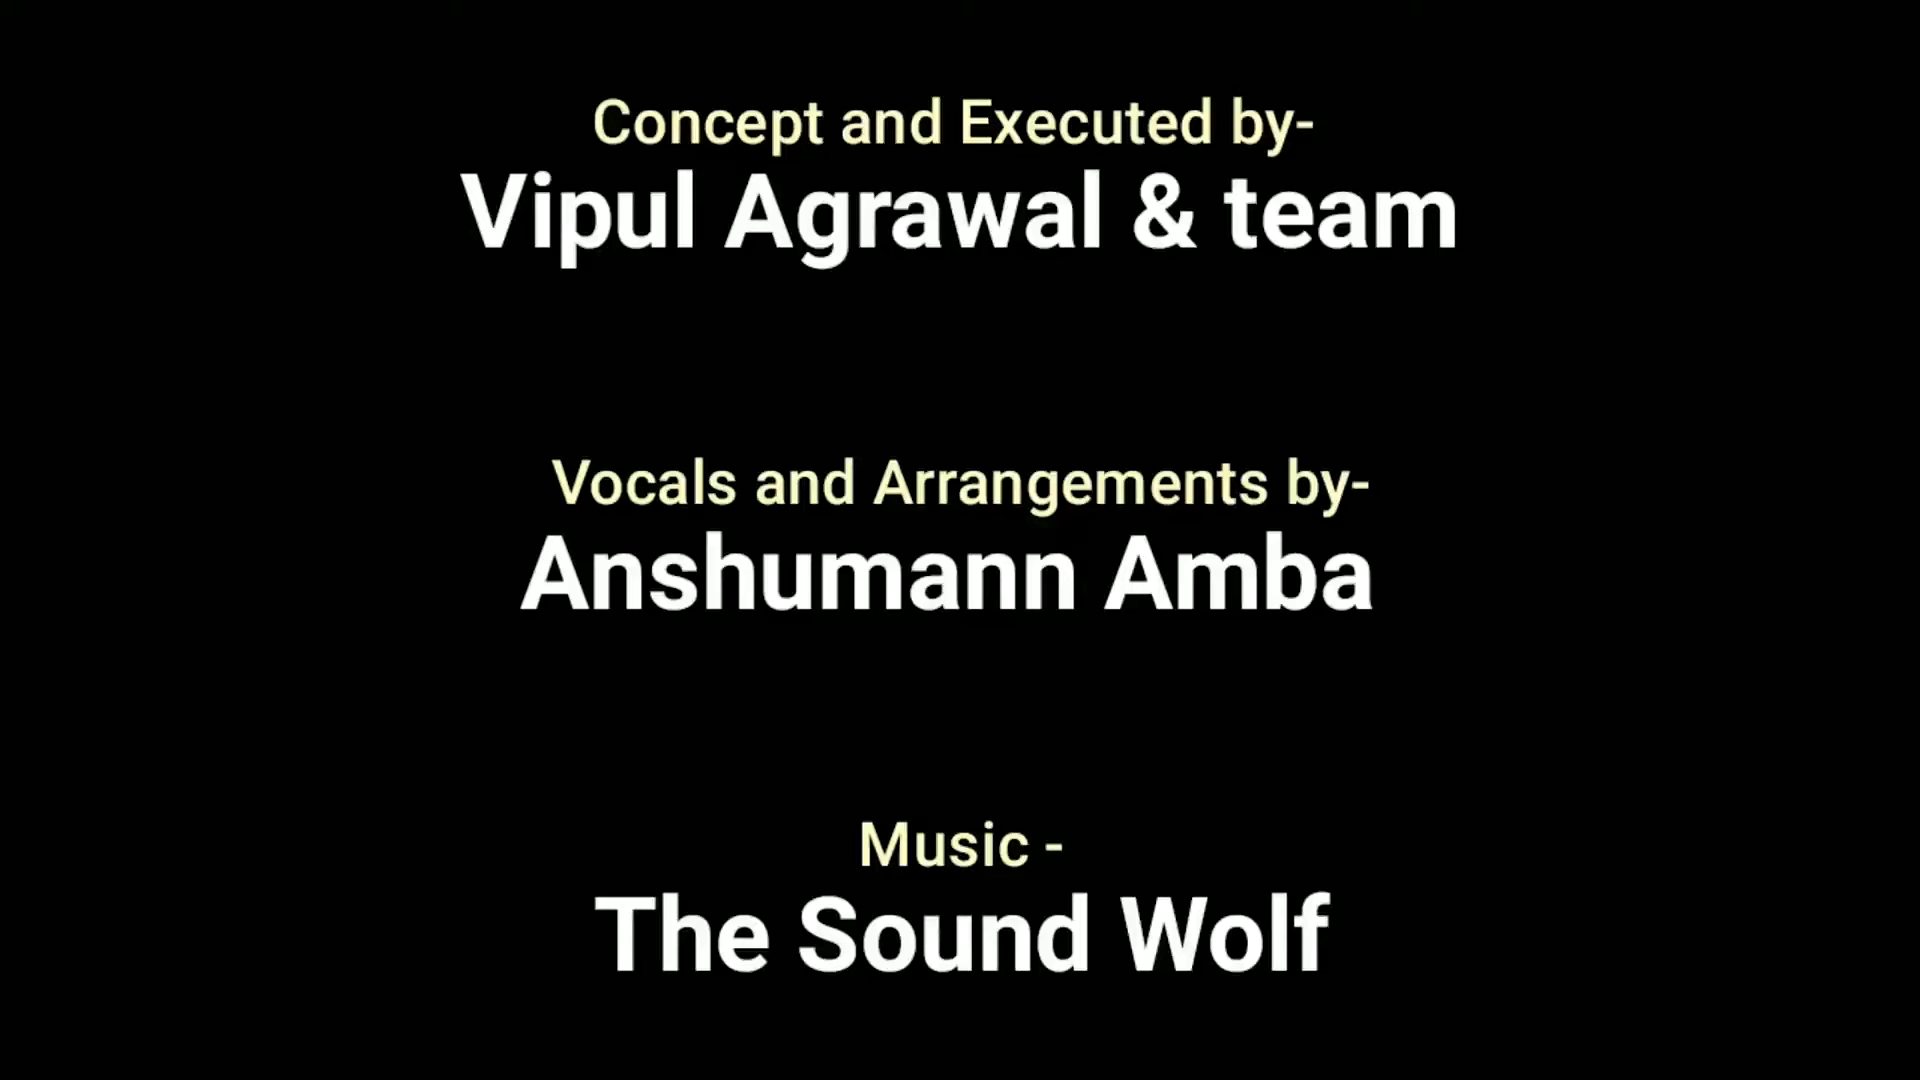 Concept and Executed by-
Vipul Agrawal & team
Vocals and Arrangements by-
Anshumann Amba
Music -
The Sound Wolf